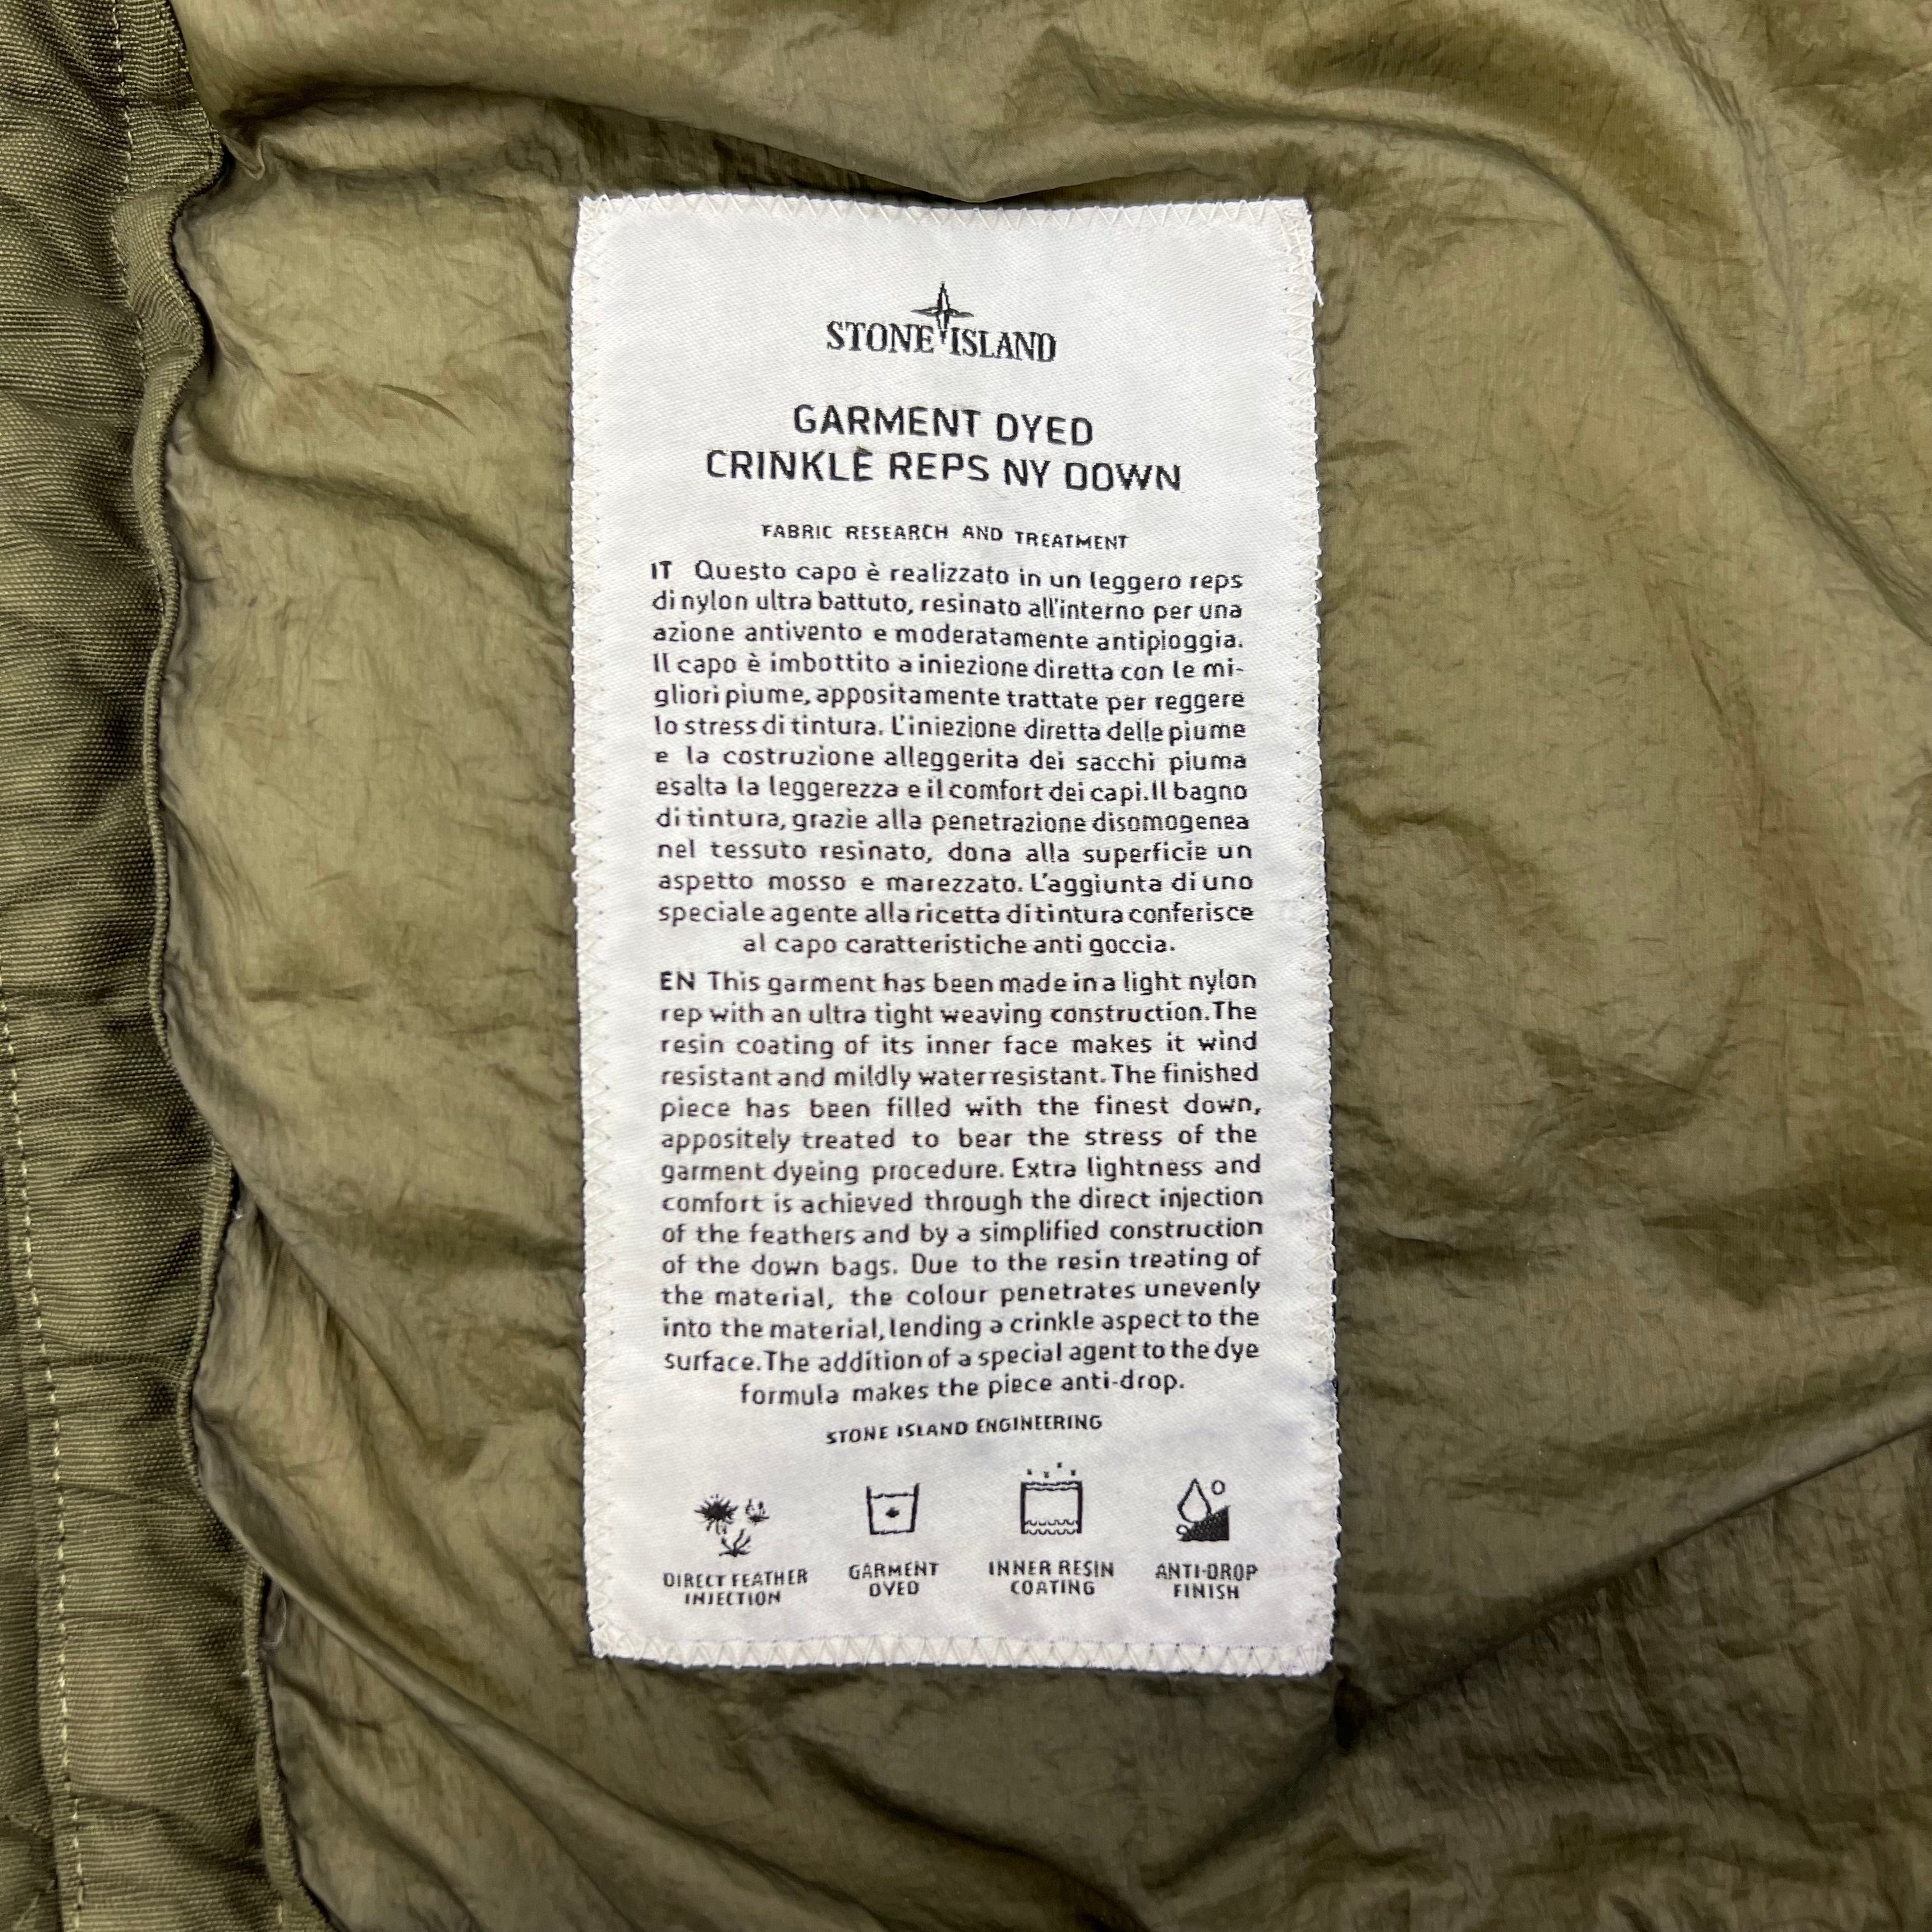 STONE ISLAND
GARMENT DYED
CRINKLE REPS NY DOWN
FABRIC RESEARCH AND TREATMENT
IT Questo capo è realizzato in un leggero reps
di nylon ultra battuto, resinato all'interno per una
azione antivento e moderatamente antipioggia.
Il capo è imbottito a iniezione diretta con le mi-
gliori piume, appositamente trattate per reggere
lo stress di tintura. L'iniezione diretta delle piume
e la costruzione alleggerita dei sacchi piuma
esalta la leggerezza e il comfort dei capi. Il bagno
di tintura, grazie alla penetrazione disomogenea
nel tessuto resinato, dona alla superficie un
aspetto mosso e marezzato. L'aggiunta di uno
speciale agente alla ricetta di tintura conferisce
al capo caratteristiche anti goccia.
EN This garment has been made in a light nylon
rep with an ultra tight weaving construction. The
resin coating of its inner face makes it wind
resistant and mildly water resistant. The finished
piece has been filled with the finest down,
appositely treated to bear the stress of the
garment dyeing procedure. Extra lightness and
comfort is achieved through the direct injection
of the feathers and by a simplified construction
of the down bags. Due to the resin treating of
the material, the colour penetrates unevenly
into the material, lending a crinkle aspect to the
surface. The addition of a special agent to the dye
formula makes the piece anti-drop.
STONE ISLAND ENGINEERING
DIRECT FEATHER
INJECTION
GARMENT
DYED
INNER RESIN
COATING
ANTI-DROP
FINISH